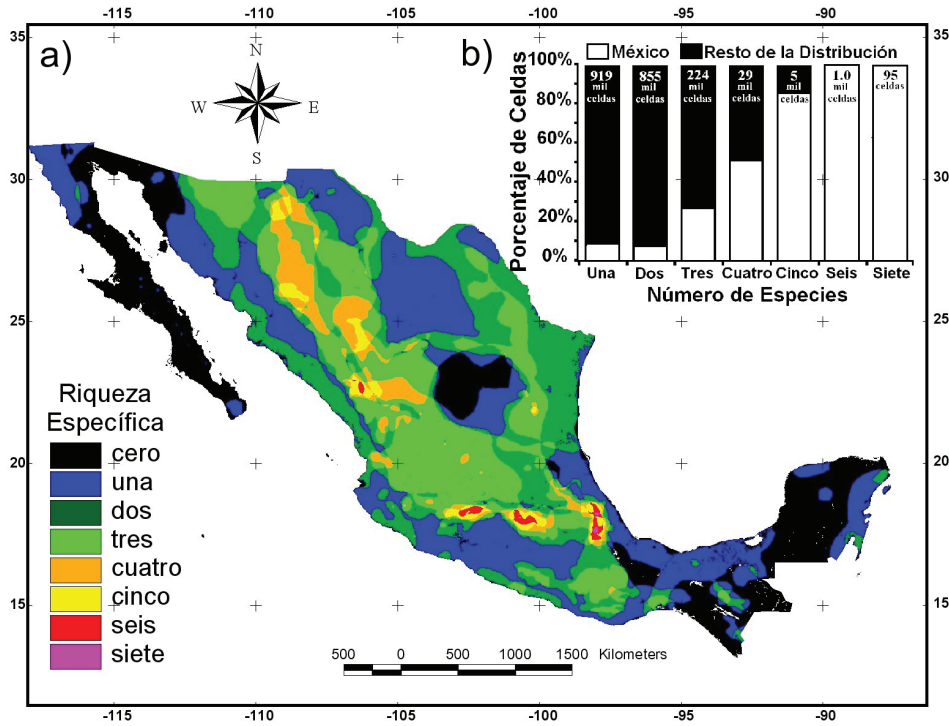 -115 -110 -105 -100 -95 -90
35 35
a)
N
W E
S
b)
México Resto de la Distribución
Porcentaje de Celdas
100%
80%
60%
40%
20%
0%
919 mil celdas
855 mil celdas
224 mil celdas
29 mil celdas
5 mil celdas
1.0 mil celdas
95 celdas
Una Dos Tres Cuatro Cinco Seis Siete
Número de Especies
30 30
25 25
20 20
15 15
Riqueza
Específica
cero
una
dos
tres
cuatro
cinco
seis
siete
500 0 500 1000 1500 Kilometers
-115 -110 -105 -100 -95 -90